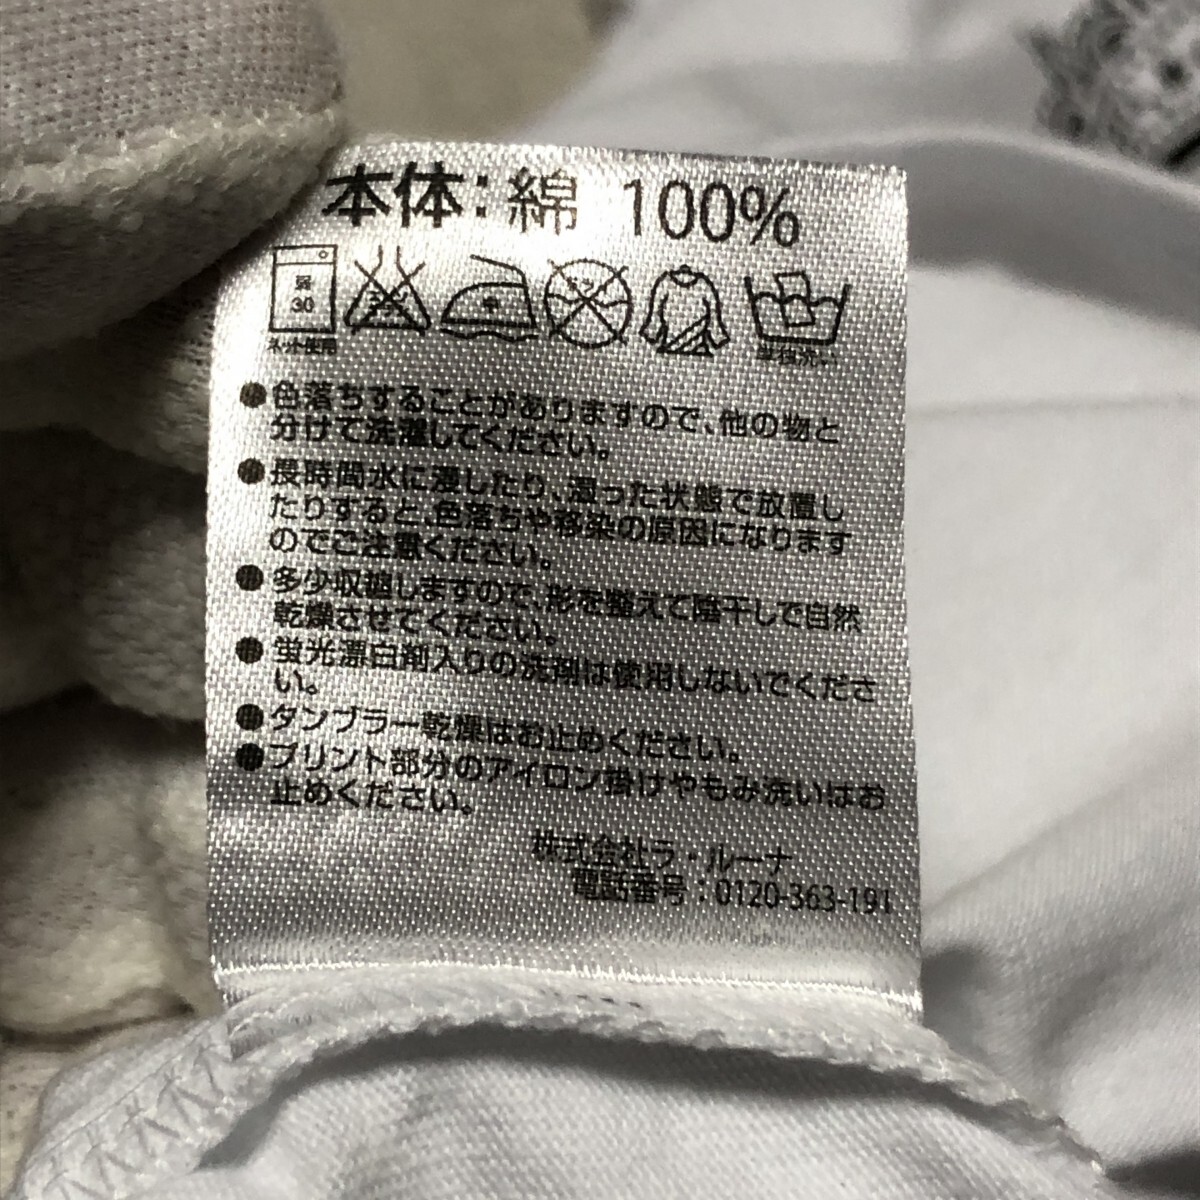 本体：綿 100%
弱
30
中
ネット使用
単独洗い
●色落ちすることがありますので、他の物と
分けて洗濯してください。
●長時間水に浸したり、湿った状態で放置し
たりすると、色落ちや移染の原因になります
のでご注意ください。
●多少収縮しますので、形を整えて陰干しで自然
乾燥させてください。
●蛍光漂白剤入りの洗剤は使用しないでくださ
い。
●タンブラー乾燥はお止めください。
●プリント部分のアイロン掛けやもみ洗いはお
止めください。
株式会社ラ・ルーナ
電話番号：0120-363-191